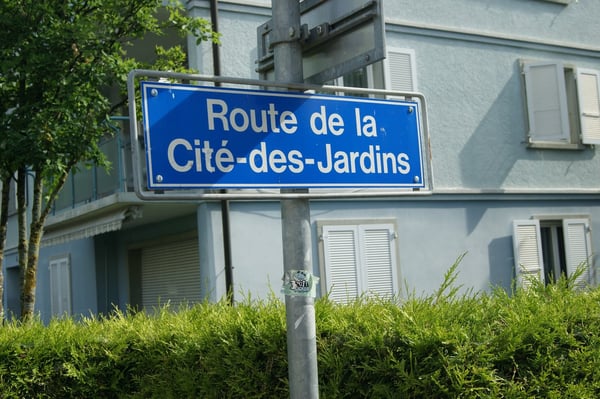 Route de la
Cité-des-Jardins